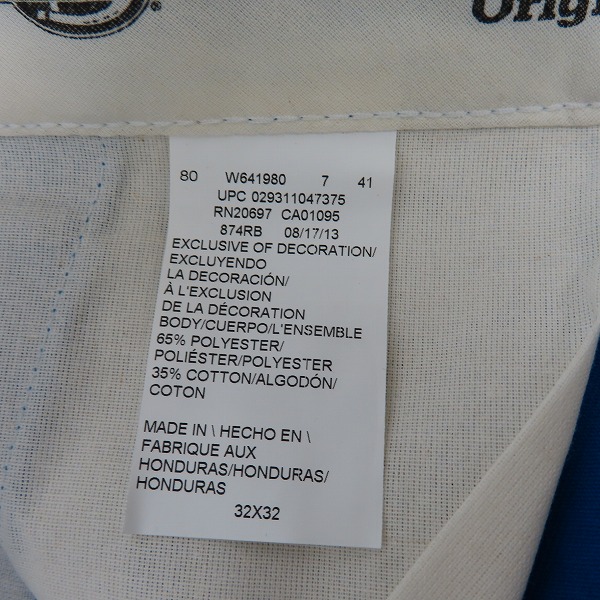 ®
Orig
80 W641980 7 41
UPC 029311047375
RN20697 CA01095
874RB 08/17/13
EXCLUSIVE OF DECORATION/
EXCLUYENDO
LA DECORACIÓN/
À L'EXCLUSION
DE LA DÉCORATION
BODY/CUERPO/L'ENSEMBLE
65% POLYESTER/
POLIÉSTER/POLYESTER
35% COTTON/ALGODÓN/
COTON
MADE IN \ HECHO EN \
FABRIQUE AUX
HONDURAS/HONDURAS/
HONDURAS
32X32